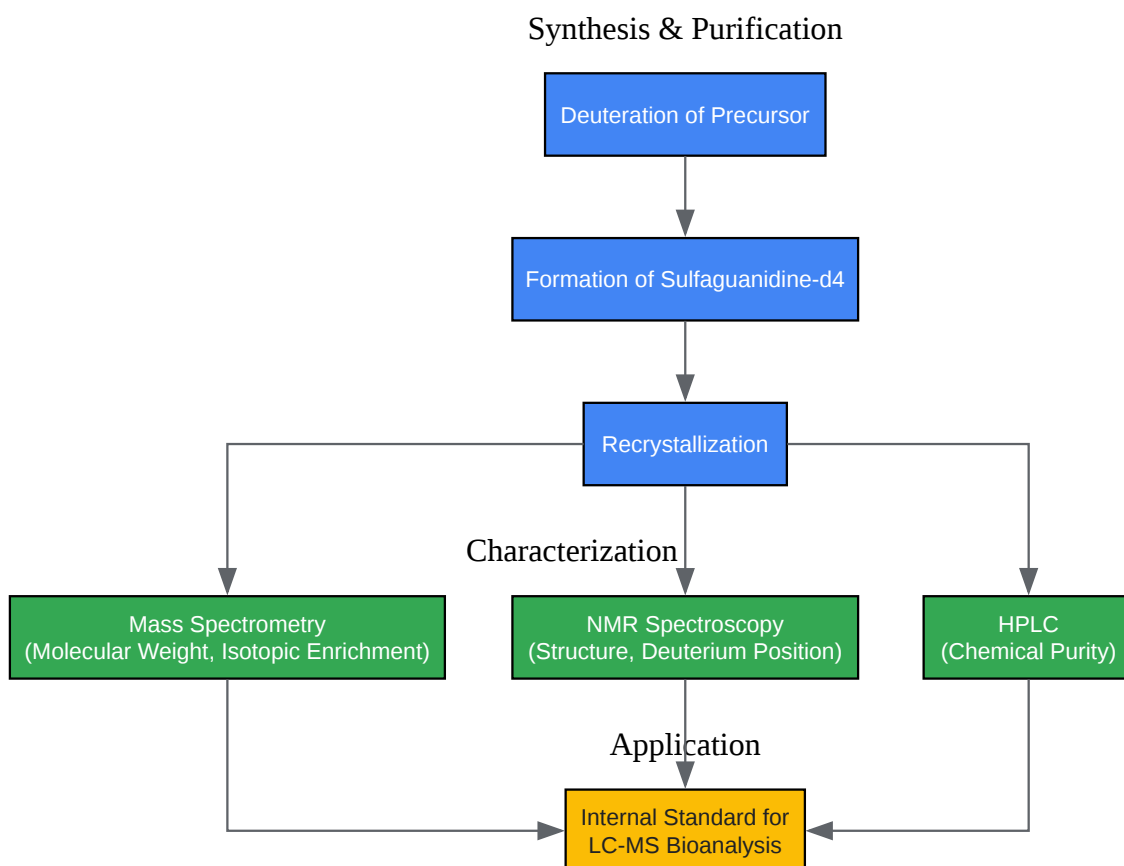 Synthesis & Purification
Deuteration of Precursor
Formation of Sulfaguanidine-d4
Recrystallization
Characterization
Mass Spectrometry
(Molecular Weight, Isotopic Enrichment)
NMR Spectroscopy
(Structure, Deuterium Position)
HPLC
(Chemical Purity)
Application
Internal Standard for
LC-MS Bioanalysis